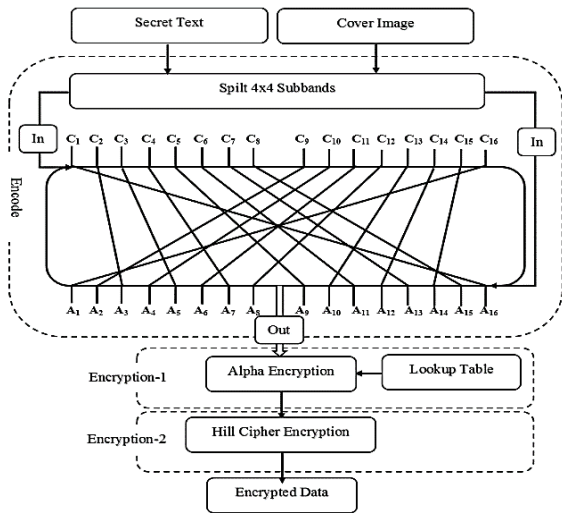 Secret Text Cover Image
Spilt 4x4 Subbands
In C1 C2 C3 C4 C5 C6 C7 C8 C9 C10 C11 C12 C13 C14 C15 C16 In
Encode
A1 A2 A3 A4 A5 A6 A7 A8 A9 A10 A11 A12 A13 A14 A15 A16
Out
Encryption-1 Alpha Encryption Lookup Table
Encryption-2 Hill Cipher Encryption
Encrypted Data